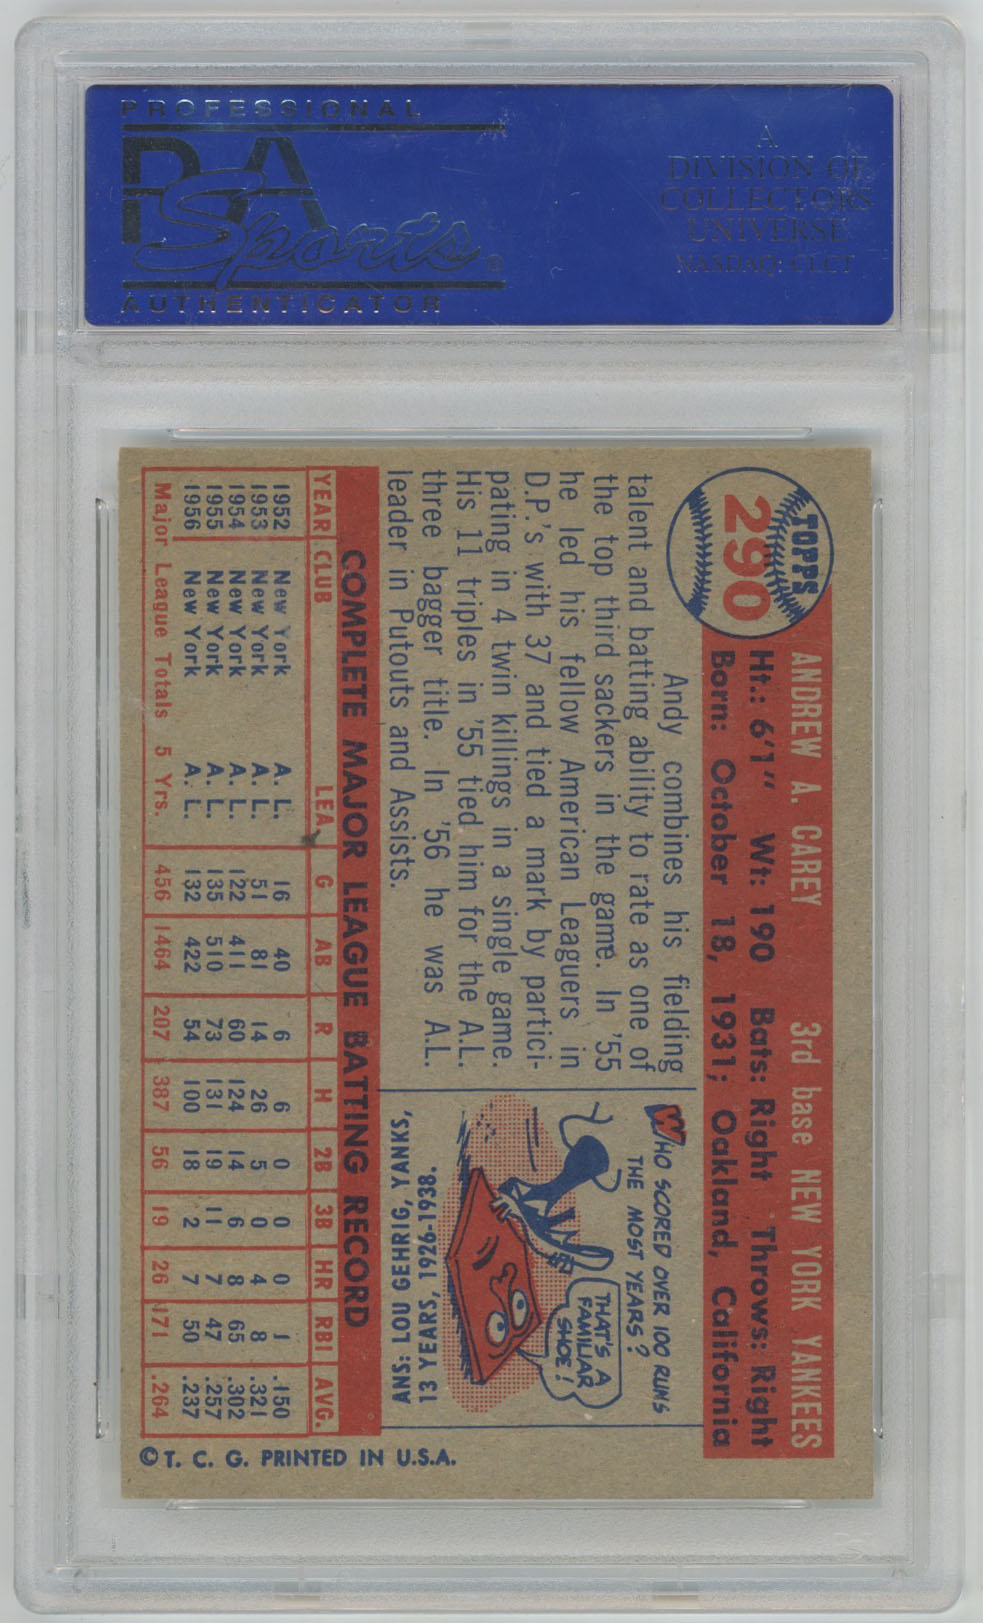 PROFESSIONAL
PSA
Sports®
AUTHENTICATOR
A
DIVISION OF
COLLECTORS
UNIVERSE
NASDAQ: CLCT
TOPPS
290
ANDREW A. CAREY 3rd base NEW YORK YANKEES
Ht.: 6'1" Wt: 190 Bats: Right Throws: Right
Born: October 18, 1931; Oakland, California
Andy combines his fielding
talent and batting ability to rate as one of
the top third sackers in the game. In '55
he led his fellow American Leaguers in
D.P.'s with 37 and tied a mark by partici-
pating in 4 twin killings in a single game.
His 11 triples in '55 tied him for the A.L.
three bagger title. In '56 he was A.L.
leader in Putouts and Assists.
WHO SCORED OVER 100 RUNS
THE MOST YEARS?
THAT'S A
FAMILIAR
SHOE!
ANS: LOU GEHRIG, YANKS,
13 YEARS, 1926-1938.
COMPLETE MAJOR LEAGUE BATTING RECORD
YEAR CLUB LEA G AB R H 2B 3B HR RBI AVG.
1952 New York A. L. 16 40 6 6 0 0 0 1 .150
1953 New York A. L. 51 81 14 26 5 0 4 8 .321
1954 New York A. L. 122 411 60 124 14 6 8 65 .302
1955 New York A. L. 135 510 73 131 19 11 7 47 .257
1956 New York A. L. 132 422 54 100 18 2 7 50 .237
Major League Totals 5 Yrs. 456 1464 207 387 56 19 26 171 .264
© T. C. G. PRINTED IN U.S.A.